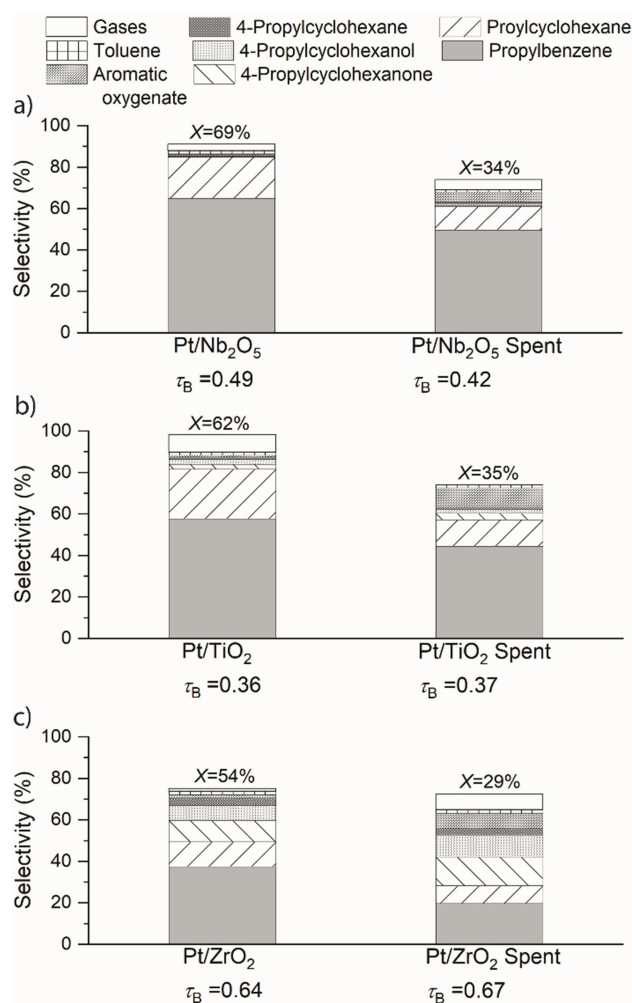 Gases 4-Propylcyclohexane Proylcyclohexane
Toluene 4-Propylcyclohexanol Propylbenzene
Aromatic 4-Propylcyclohexanone
oxygenate
a)
100
80
60
40
20
0
Selectivity (%)
X=69%
X=34%
Pt/Nb₂O₅ Pt/Nb₂O₅ Spent
τB =0.49 τB =0.42
b)
100
80
60
40
20
0
Selectivity (%)
X=62%
X=35%
Pt/TiO₂ Pt/TiO₂ Spent
τB =0.36 τB =0.37
c)
100
80
60
40
20
0
Selectivity (%)
X=54%
X=29%
Pt/ZrO₂ Pt/ZrO₂ Spent
τB =0.64 τB =0.67